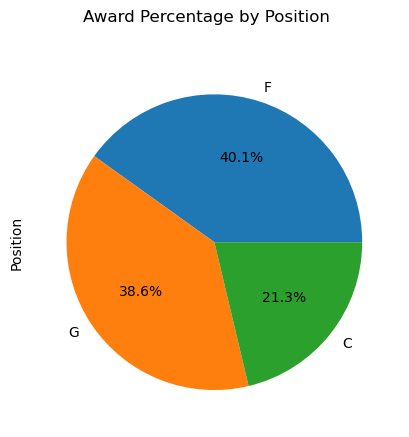 Award Percentage by Position
F
40.1%
Position
38.6%
21.3%
G
C